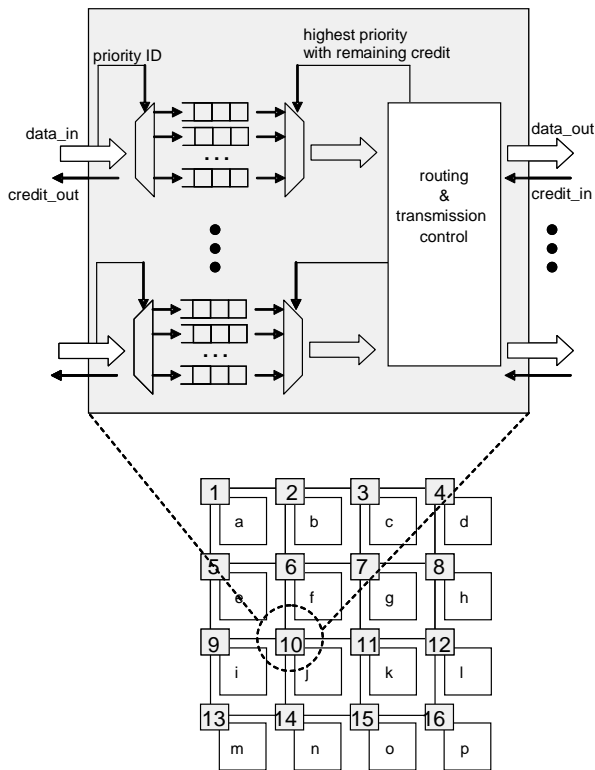 highest priority
with remaining credit
priority ID
data_in
data_out
...
credit_out
routing
&
transmission
control
credit_in
...
1 2 3 4
a b c d
5 6 7 8
e f g h
9 10 11 12
i j k l
13 14 15 16
m n o p